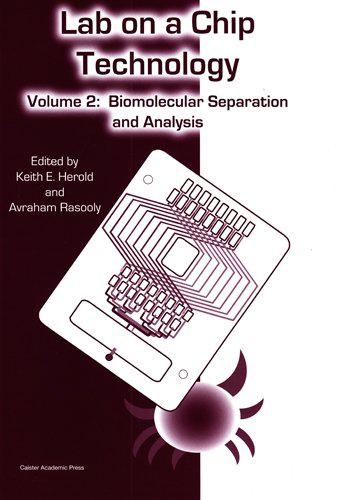 Lab on a Chip
Technology
Volume 2: Biomolecular Separation
and Analysis
Edited by
Keith E. Herold
and
Avraham Rasooly
Caister Academic Press